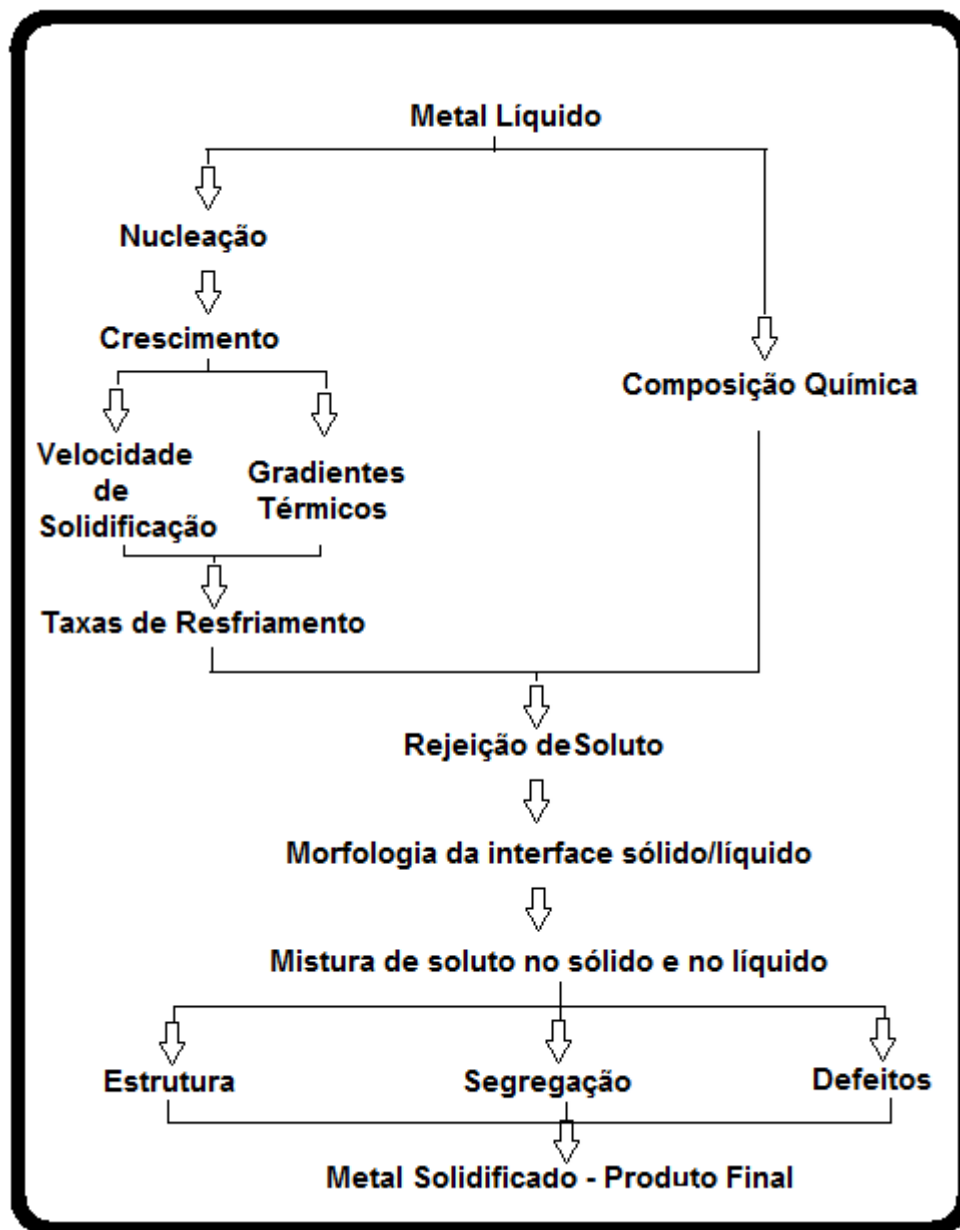 Metal Líquido
Nucleação
Crescimento
Composição Química
Velocidade
de
Solidificação
Gradientes
Térmicos
Taxas de Resfriamento
Rejeição deSoluto
Morfologia da interface sólido/líquido
Mistura de soluto no sólido e no líquido
Estrutura
Segregação
Defeitos
Metal Solidificado - Produto Final